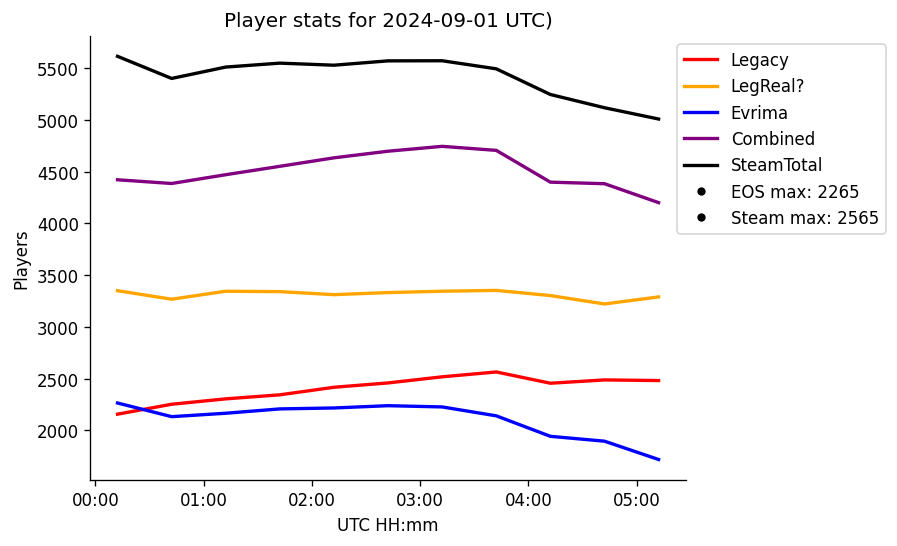 Player stats for 2024-09-01 UTC)
Players
5500
5000
4500
4000
3500
3000
2500
2000
00:00 01:00 02:00 03:00 04:00 05:00
UTC HH:mm
Legacy
LegReal?
Evrima
Combined
SteamTotal
EOS max: 2265
Steam max: 2565